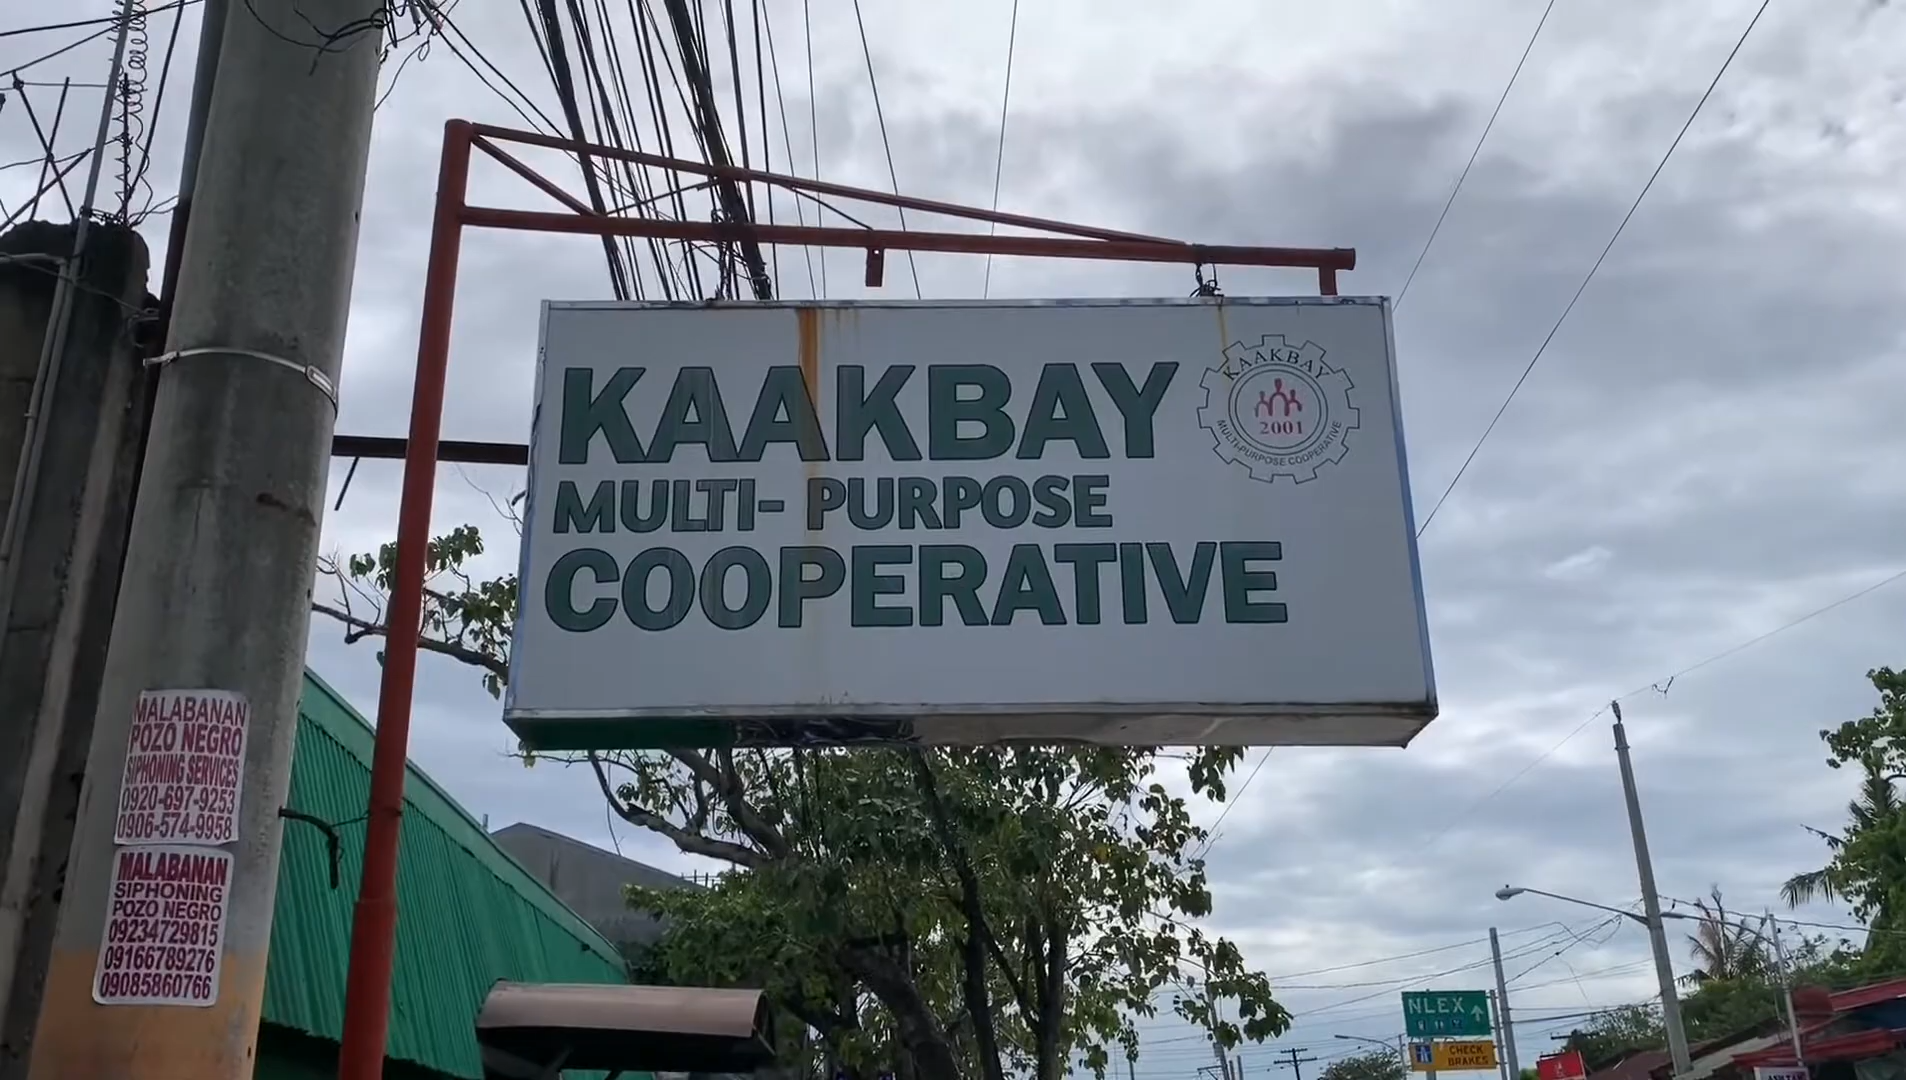 KAAKBAY
MULTI- PURPOSE
COOPERATIVE
KAAKBAY
2001
MULTI-PURPOSE COOPERATIVE
MALABANAN
POZO NEGRO
SIPHONING SERVICES
0920-697-9253
0906-574-9958
MALABANAN
SIPHONING
POZO NEGRO
09234729815
09166789276
09085860766
NLEX
CHECK
BRAKES